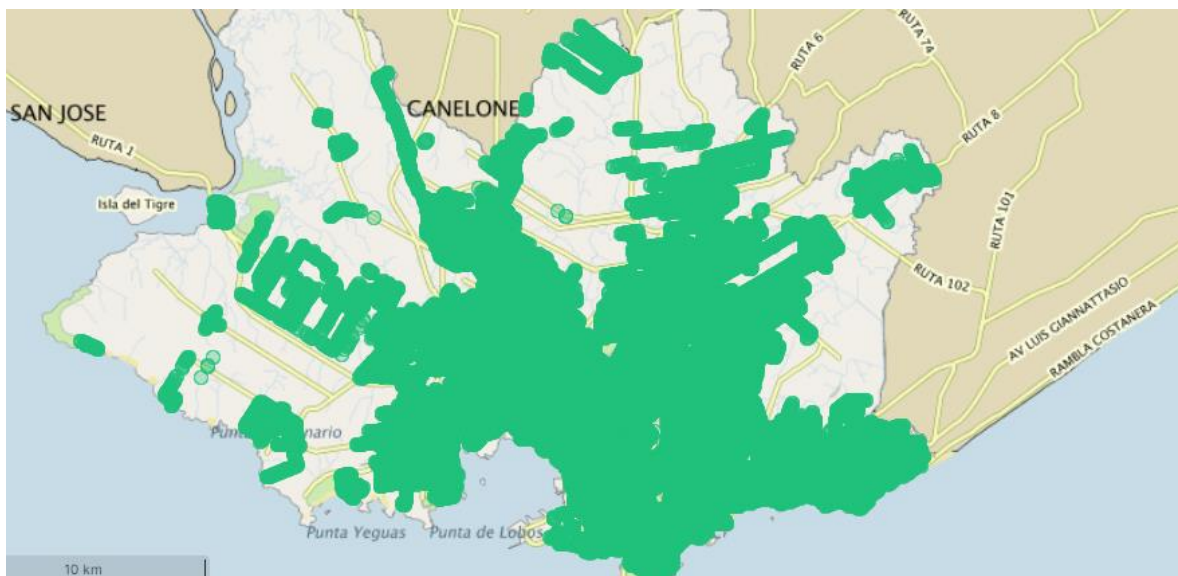 RUTA 6
RUTA 74
SAN JOSE
CANELONE
RUTA 8
RUTA 1
Isla del Tigre
RUTA 101
RUTA 102
AV LUIS GIANNATTASIO
RAMBLA COSTANERA
Punta
nario
Punta Yeguas
Punta de Lobos
10 km